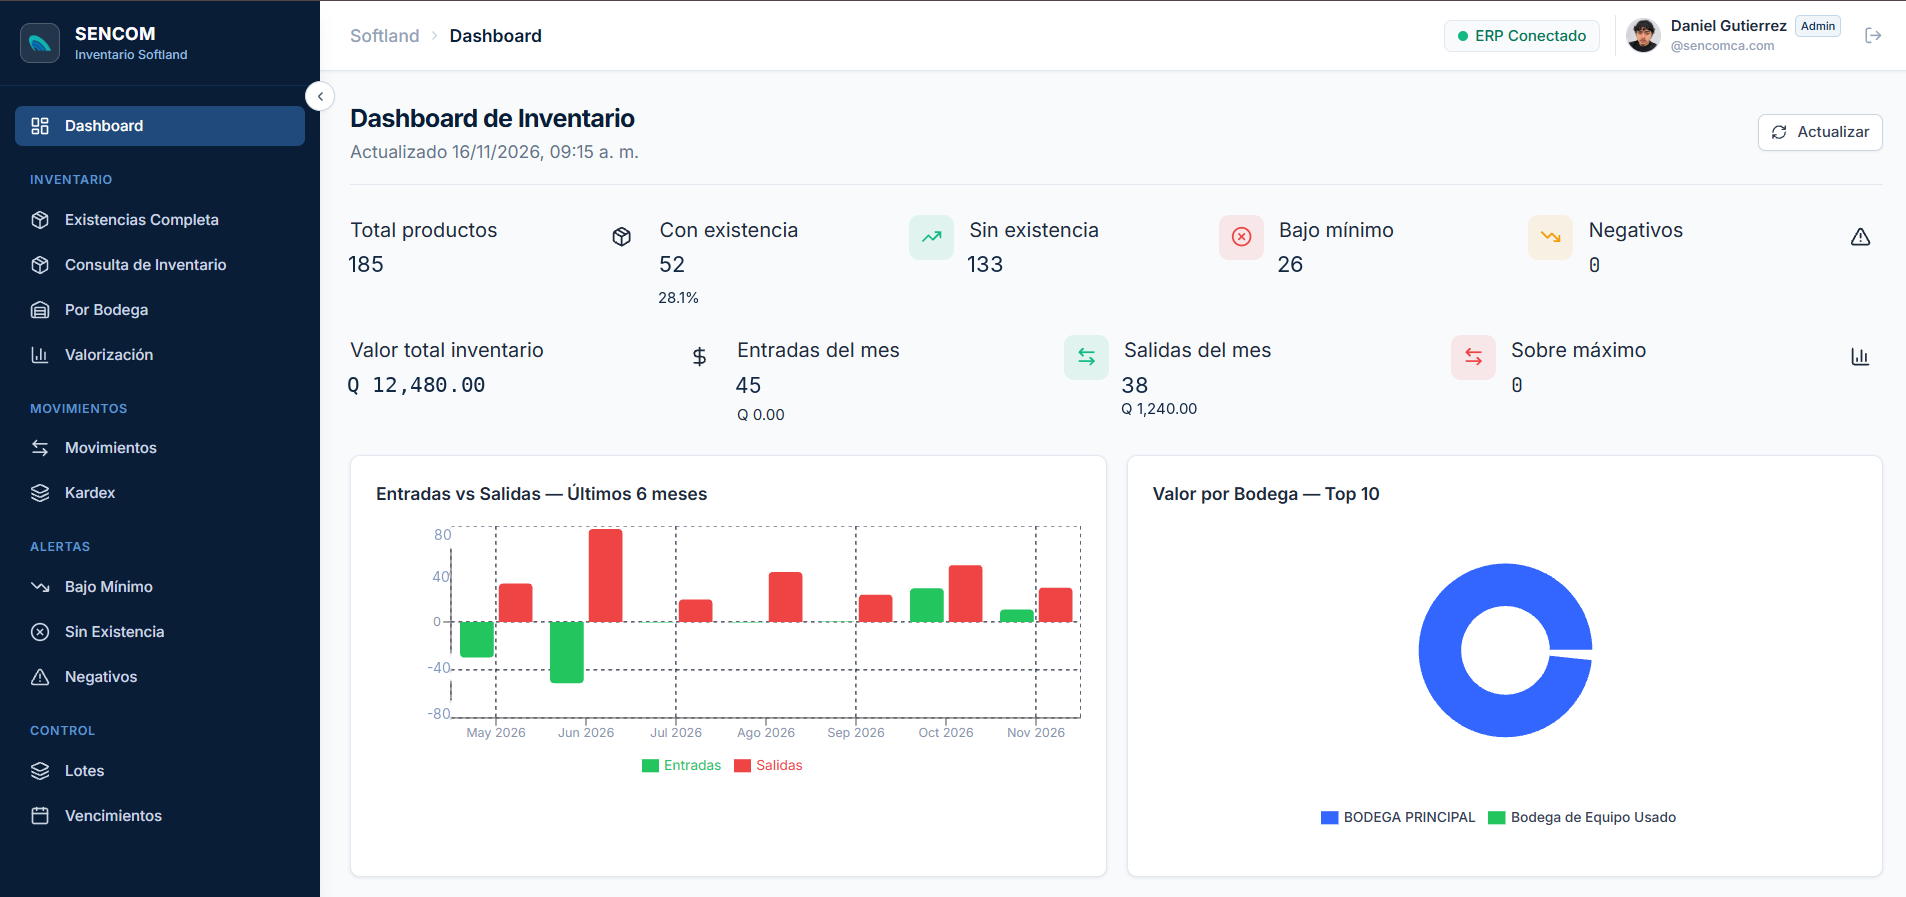 SENCOM
Inventario Softland
Dashboard
INVENTARIO
Existencias Completa
Consulta de Inventario
Por Bodega
Valorización
MOVIMIENTOS
Movimientos
Kardex
ALERTAS
Bajo Mínimo
Sin Existencia
Negativos
CONTROL
Lotes
Vencimientos
Softland › Dashboard
ERP Conectado
Daniel Gutierrez Admin
@sencomca.com
Dashboard de Inventario
Actualizado 16/11/2026, 09:15 a. m.
Actualizar
Total productos
185
Con existencia
52
28.1%
Sin existencia
133
Bajo mínimo
26
Negativos
0
Valor total inventario
Q 12,480.00
Entradas del mes
45
Q 0.00
Salidas del mes
38
Q 1,240.00
Sobre máximo
0
Entradas vs Salidas — Últimos 6 meses
80
40
0
-40
-80
May 2026 Jun 2026 Jul 2026 Ago 2026 Sep 2026 Oct 2026 Nov 2026
Entradas Salidas
Valor por Bodega — Top 10
BODEGA PRINCIPAL Bodega de Equipo Usado